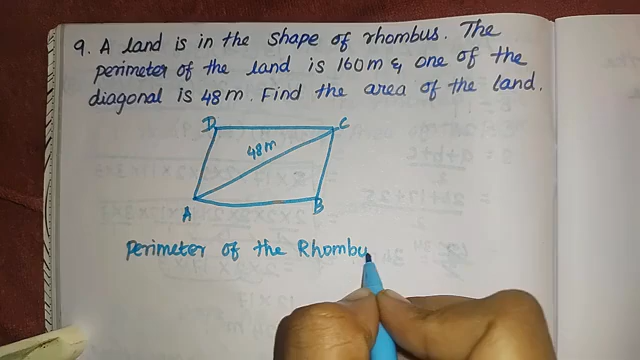 9. A land is in the shape of rhombus. The
perimeter of the land is 160m & one of the
diagonal is 48m. Find the area of the land.
D C
48m
A B
Perimeter of the Rhombu